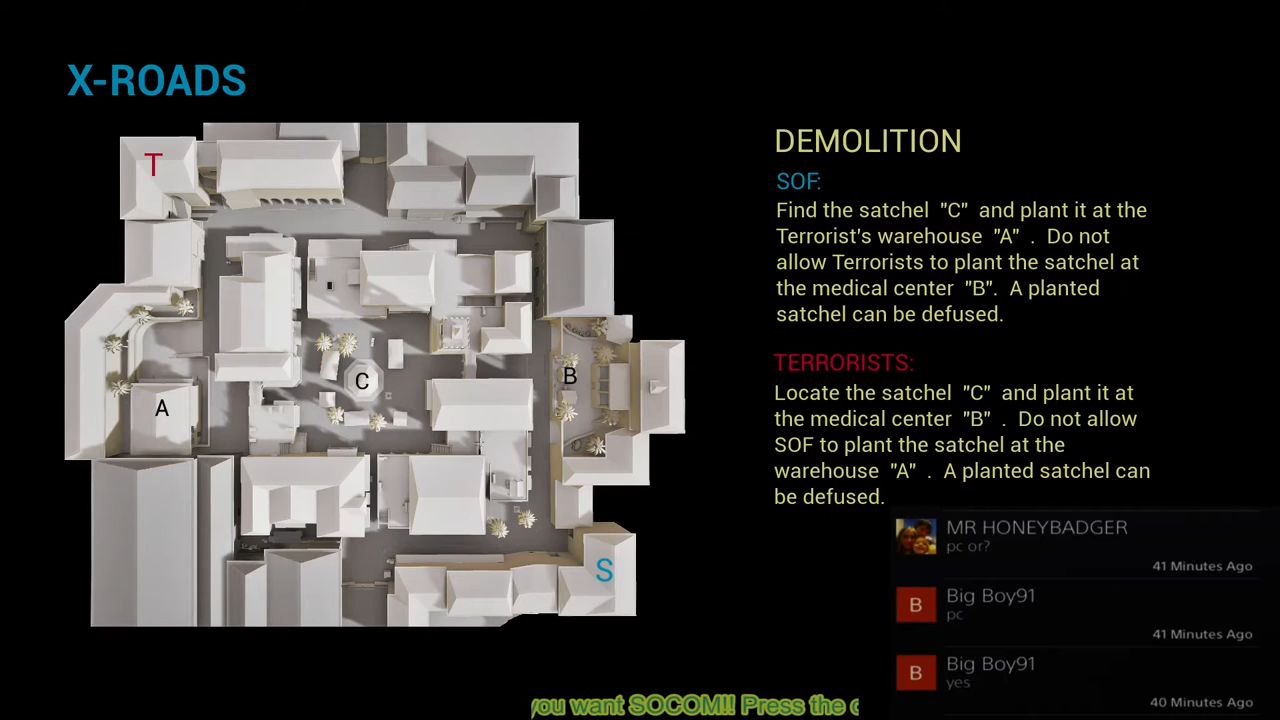 X-ROADS
T
A
C
B
S
DEMOLITION
SOF:
Find the satchel "C" and plant it at the
Terrorist's warehouse "A" . Do not
allow Terrorists to plant the satchel at
the medical center "B". A planted
satchel can be defused.
TERRORISTS:
Locate the satchel "C" and plant it at
the medical center "B" . Do not allow
SOF to plant the satchel at the
warehouse "A" . A planted satchel can
be defused.
MR HONEYBADGER
pc or?
41 Minutes Ago
B
Big Boy91
pc
41 Minutes Ago
B
Big Boy91
yes
40 Minutes Ago
you want SOCOM!! Press the